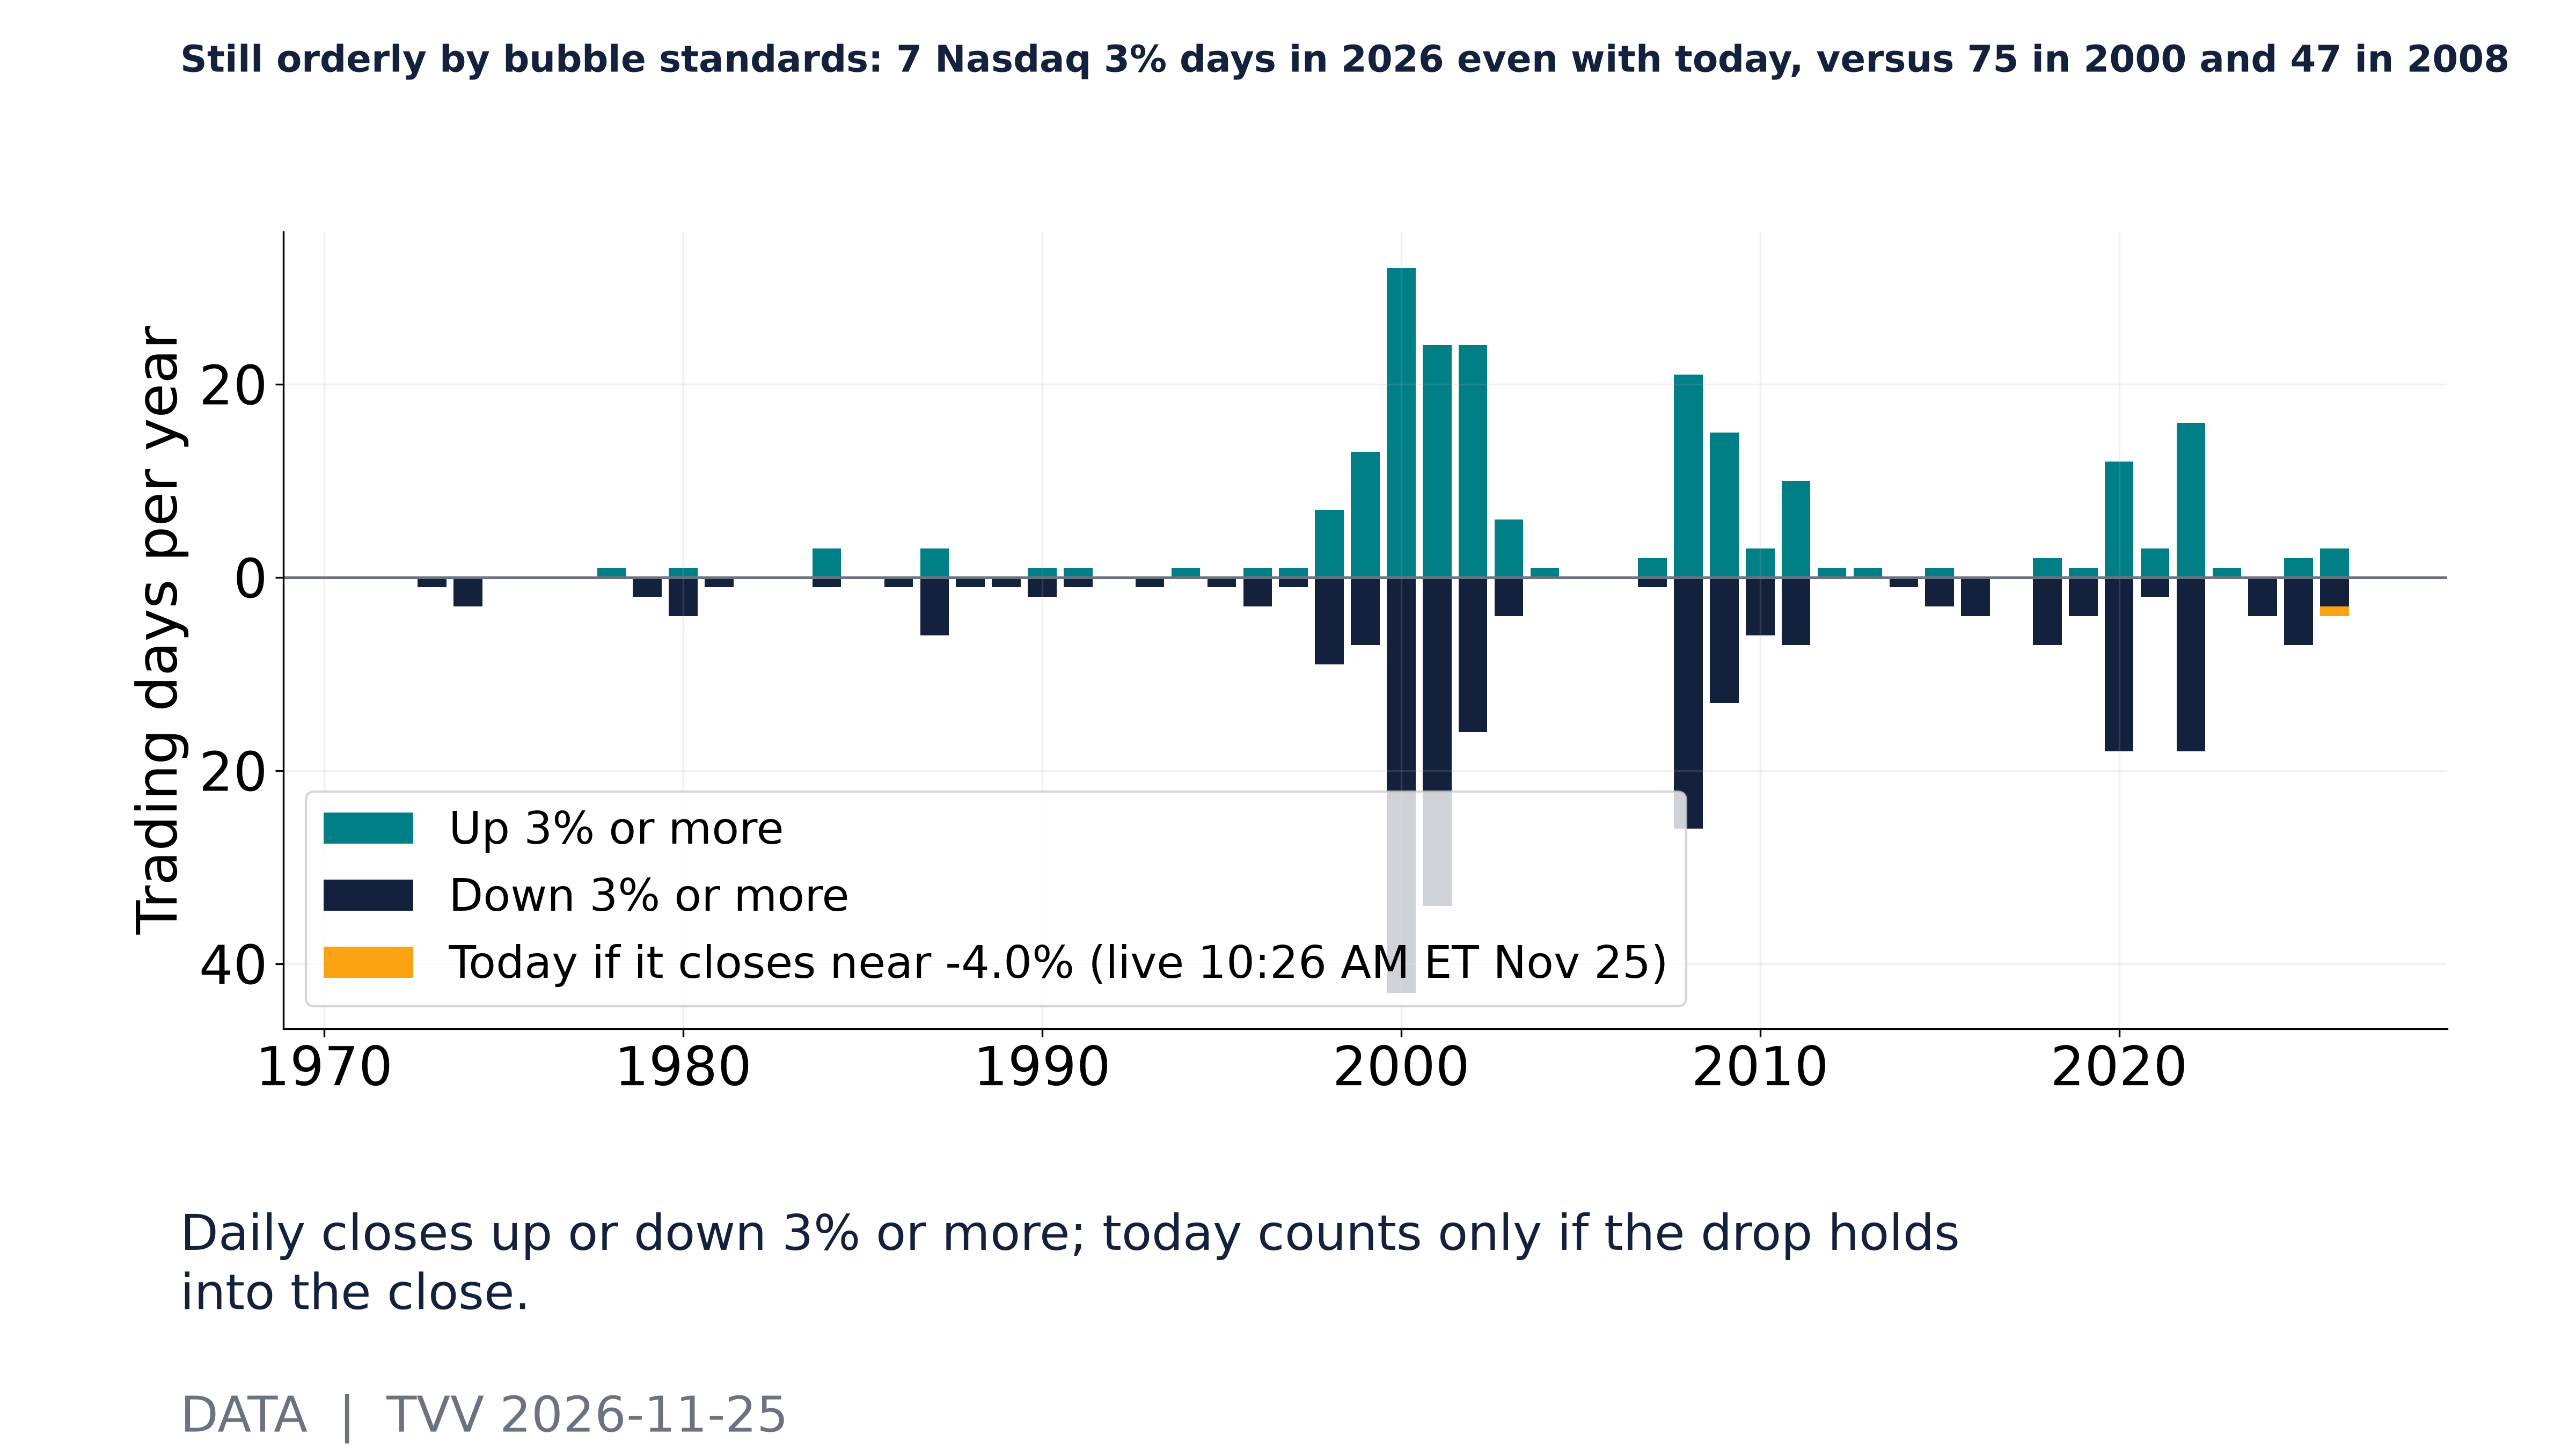 Still orderly by bubble standards: 7 Nasdaq 3% days in 2026 even with today, versus 75 in 2000 and 47 in 2008
Trading days per year
20
0
20
40
Up 3% or more
Down 3% or more
Today if it closes near -4.0% (live 10:26 AM ET Nov 25)
1970 1980 1990 2000 2010 2020
Daily closes up or down 3% or more; today counts only if the drop holds
into the close.
DATA | TVV 2026-11-25